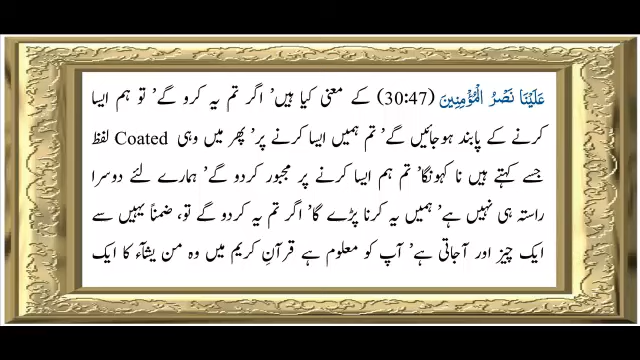 عَلَيْنَا نَصْرُ الْمُؤْمِنِينَ (30:47) کے معنی کیا ہیں’ اگر تم یہ کرو گے’ تو ہم ایسا
کرنے کے پابند ہوجائیں گے’ تم ہمیں ایسا کرنے پر’ پھر میں وہی Coated لفظ
جسے کہتے ہیں نا کہونگا’ تم ہم ایسا کرنے پر مجبور کردو گے’ ہمارے لئے دوسرا
راستہ ہی نہیں ہے’ ہمیں یہ کرنا پڑے گا’ اگر تم یہ کردو گے تو، ضمناً یہیں سے
ایک چیز اور آجاتی ہے’ آپ کو معلوم ہے قرآنِ کریم میں وہ من یشآء کا ایک